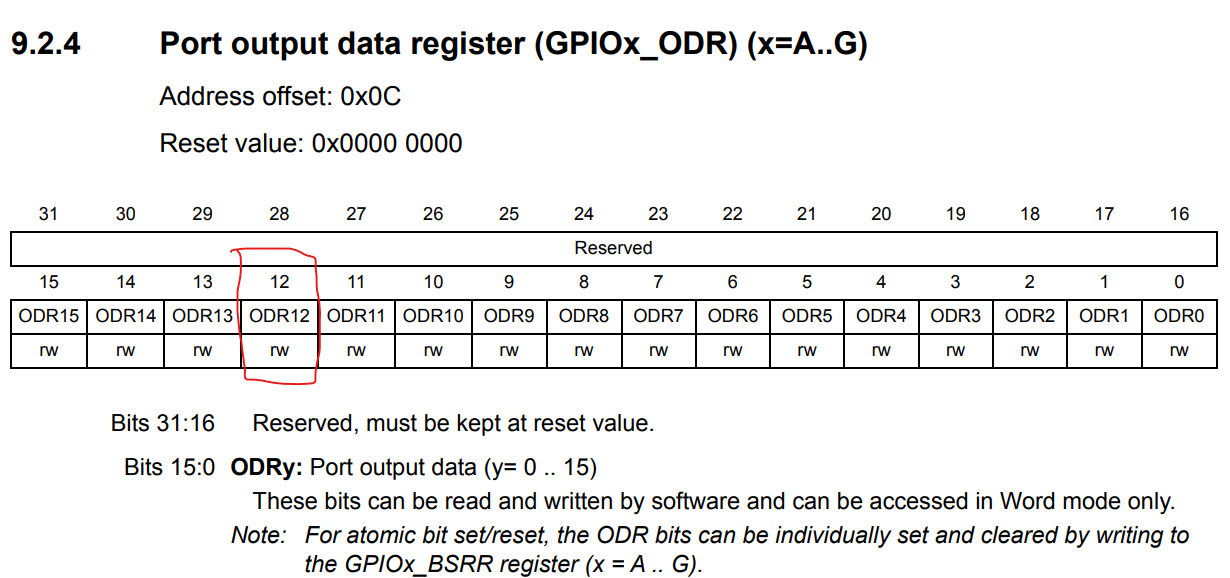 9.2.4 Port output data register (GPIOx_ODR) (x=A..G)
Address offset: 0x0C
Reset value: 0x0000 0000
31 30 29 28 27 26 25 24 23 22 21 20 19 18 17 16
Reserved
15 14 13 12 11 10 9 8 7 6 5 4 3 2 1 0
ODR15 ODR14 ODR13 ODR12 ODR11 ODR10 ODR9 ODR8 ODR7 ODR6 ODR5 ODR4 ODR3 ODR2 ODR1 ODR0
rw rw rw rw rw rw rw rw rw rw rw rw rw rw rw rw
Bits 31:16 Reserved, must be kept at reset value.
Bits 15:0 ODRy: Port output data (y= 0 .. 15)
These bits can be read and written by software and can be accessed in Word mode only.
Note: For atomic bit set/reset, the ODR bits can be individually set and cleared by writing to
the GPIOx_BSRR register (x = A .. G).